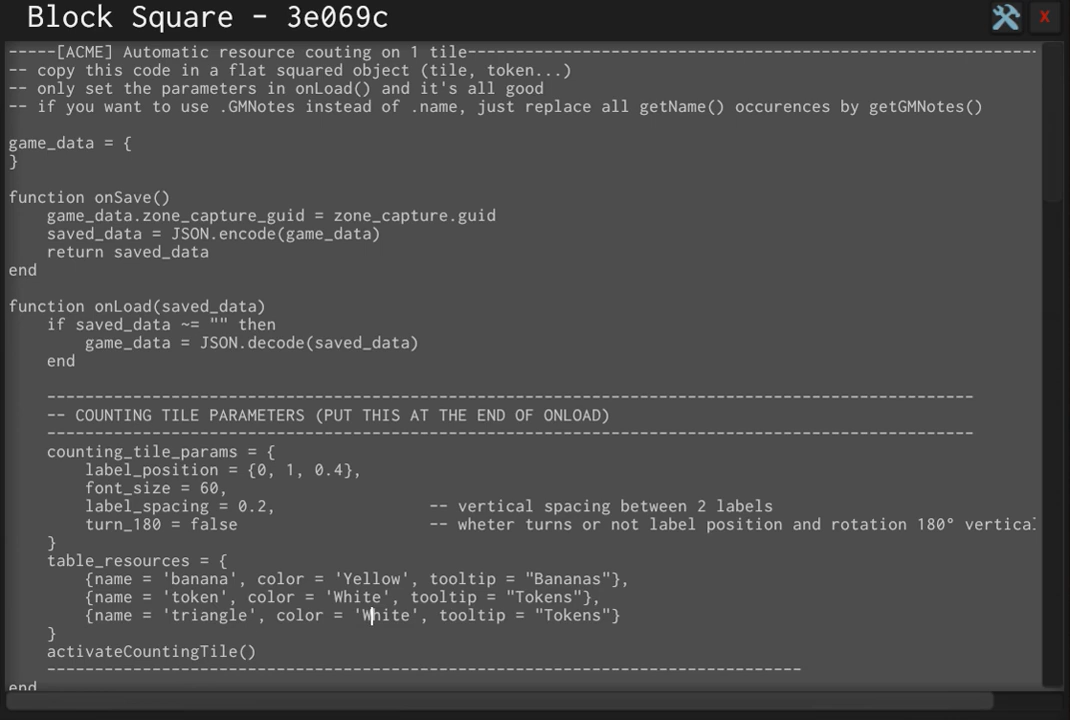 Block Square - 3e069c
X
-----[ACME] Automatic resource couting on 1 tile------------------------------------------------------------
-- copy this code in a flat squared object (tile, token...)
-- only set the parameters in onLoad() and it's all good
-- if you want to use .GMNotes instead of .name, just replace all getName() occurences by getGMNotes()
game_data = {
}
function onSave()
game_data.zone_capture_guid = zone_capture.guid
saved_data = JSON.encode(game_data)
return saved_data
end
function onLoad(saved_data)
if saved_data ~= "" then
game_data = JSON.decode(saved_data)
end
-------------------------------------------------------------------------------------------------
-- COUNTING TILE PARAMETERS (PUT THIS AT THE END OF ONLOAD)
-------------------------------------------------------------------------------------------------
counting_tile_params = {
label_position = {0, 1, 0.4},
font_size = 60,
label_spacing = 0.2, -- vertical spacing between 2 labels
turn_180 = false -- wheter turns or not label position and rotation 180° vertical
}
table_resources = {
{name = 'banana', color = 'Yellow', tooltip = "Bananas"},
{name = 'token', color = 'White', tooltip = "Tokens"},
{name = 'triangle', color = 'White', tooltip = "Tokens"}
}
activateCountingTile()
-------------------------------------------------------------------------------
end